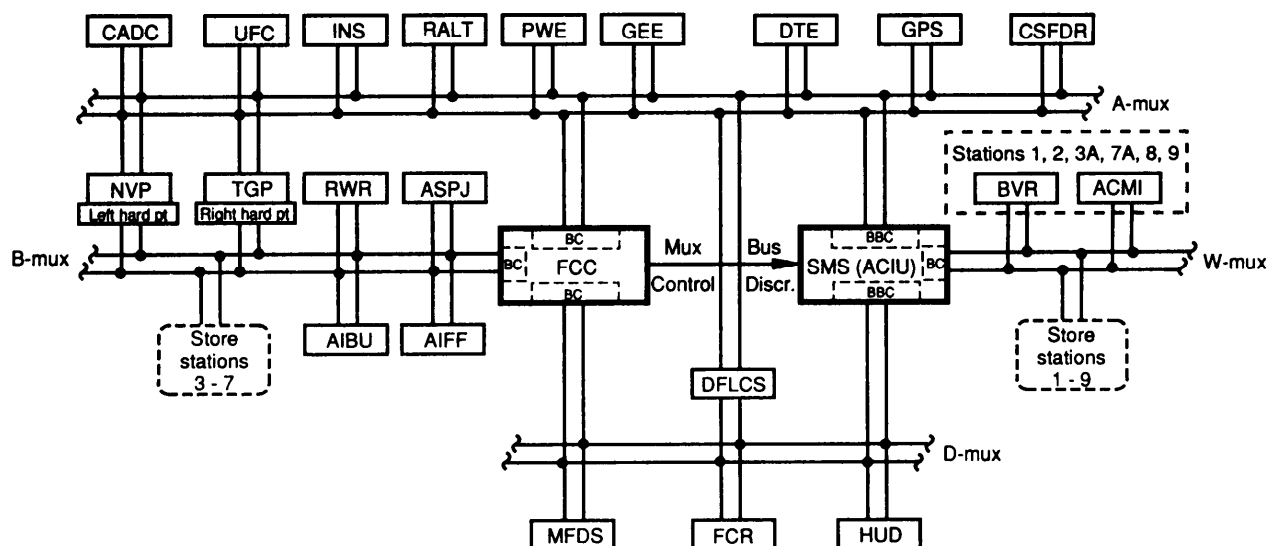 CADC
UFC
INS
RALT
PWE
GEE
DTE
GPS
CSFDR
A-mux
Stations 1, 2, 3A, 7A, 8, 9
NVP
Left hard pt
TGP
Right hard pt
RWR
ASPJ
BVR
ACMI
B-mux
BC
BC
FCC
BC
Mux
Control
Bus
Discr.
BBC
SMS (ACIU)
BC
BBC
W-mux
Store
stations
3 - 7
AIBU
AIFF
Store
stations
1 - 9
DFLCS
D-mux
MFDS
FCR
HUD